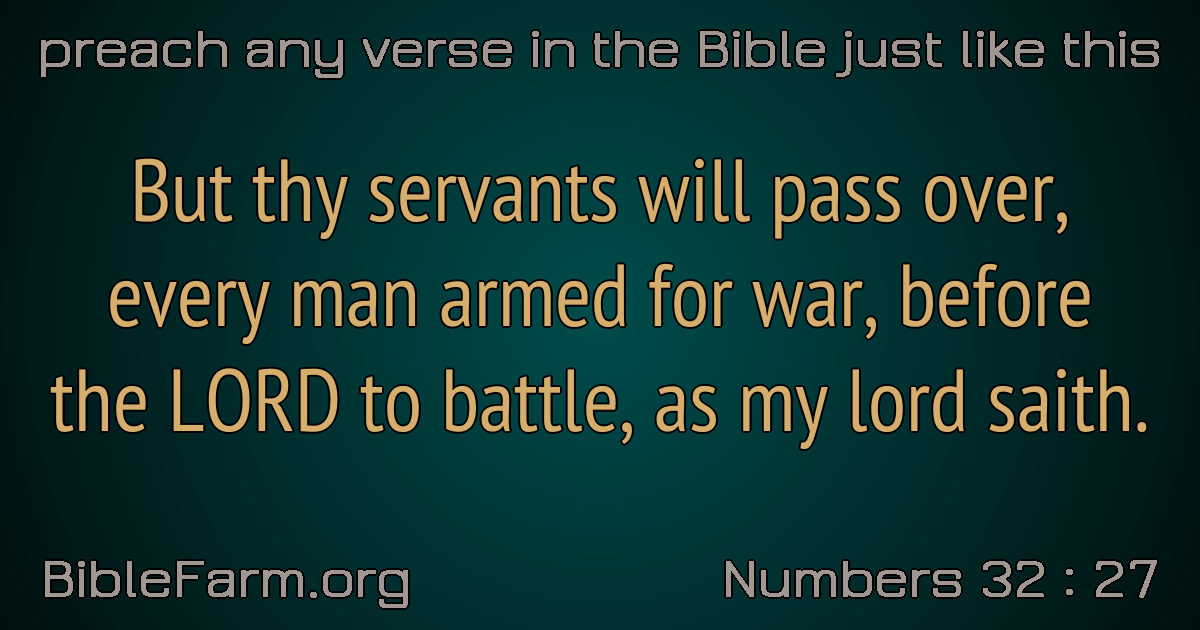 preach any verse in the Bible just like this
But thy servants will pass over,
every man armed for war, before
the LORD to battle, as my lord saith.
BibleFarm.org
Numbers 32 : 27